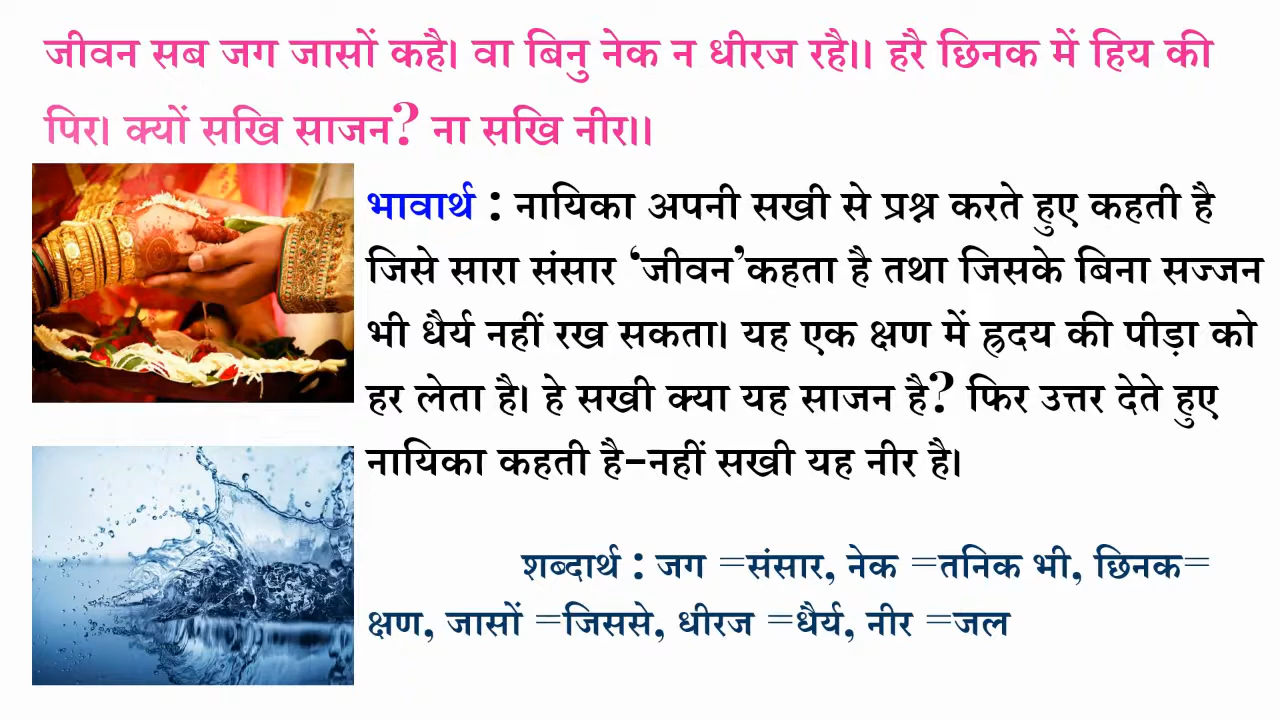 जीवन सब जग जासों कहै। वा बिनु नेक न धीरज रहै।। हरै छिनक में हिय की
पिर। क्यों सखि साजन? ना सखि नीर।।
भावार्थ : नायिका अपनी सखी से प्रश्न करते हुए कहती है
जिसे सारा संसार ‘जीवन’कहता है तथा जिसके बिना सज्जन
भी धैर्य नहीं रख सकता। यह एक क्षण में ह्रदय की पीड़ा को
हर लेता है। हे सखी क्या यह साजन है? फिर उत्तर देते हुए
नायिका कहती है-नहीं सखी यह नीर है।
शब्दार्थ : जग =संसार, नेक =तनिक भी, छिनक=
क्षण, जासों =जिससे, धीरज =धैर्य, नीर =जल